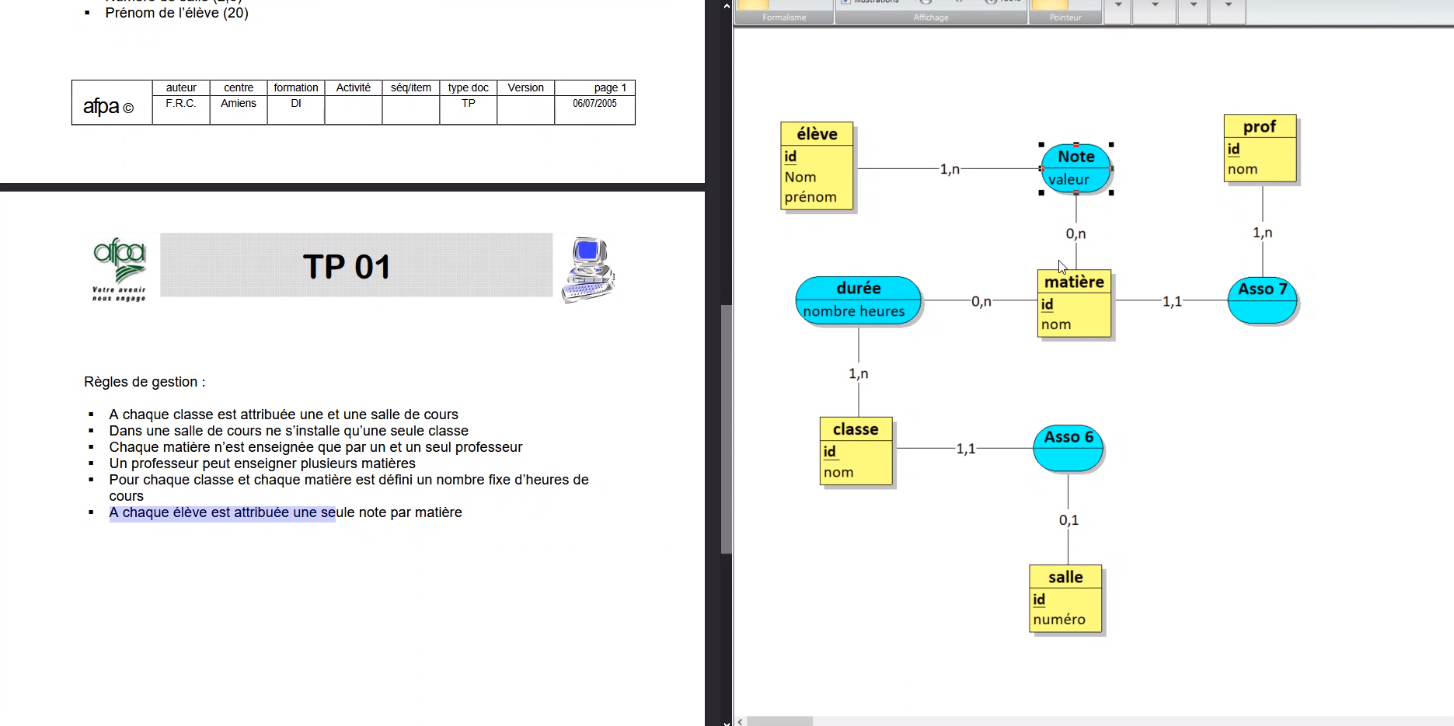 ▪ Prénom de l'élève (20)
afpa ©
auteur centre formation Activité séq/item type doc Version page 1
F.R.C. Amiens DI TP 06/07/2005
afpa
Votre avenir
nous engage
TP 01
Règles de gestion :
▪ A chaque classe est attribuée une et une salle de cours
▪ Dans une salle de cours ne s'installe qu'une seule classe
▪ Chaque matière n'est enseignée que par un et un seul professeur
▪ Un professeur peut enseigner plusieurs matières
▪ Pour chaque classe et chaque matière est défini un nombre fixe d'heures de
cours
▪ A chaque élève est attribuée une seule note par matière
Formalisme Affichage Pointeur
élève
id
Nom
prénom
1,n
Note
valeur
prof
id
nom
0,n
1,n
durée
nombre heures
0,n
matière
id
nom
1,1
Asso 7
1,n
classe
id
nom
1,1
Asso 6
0,1
salle
id
numéro